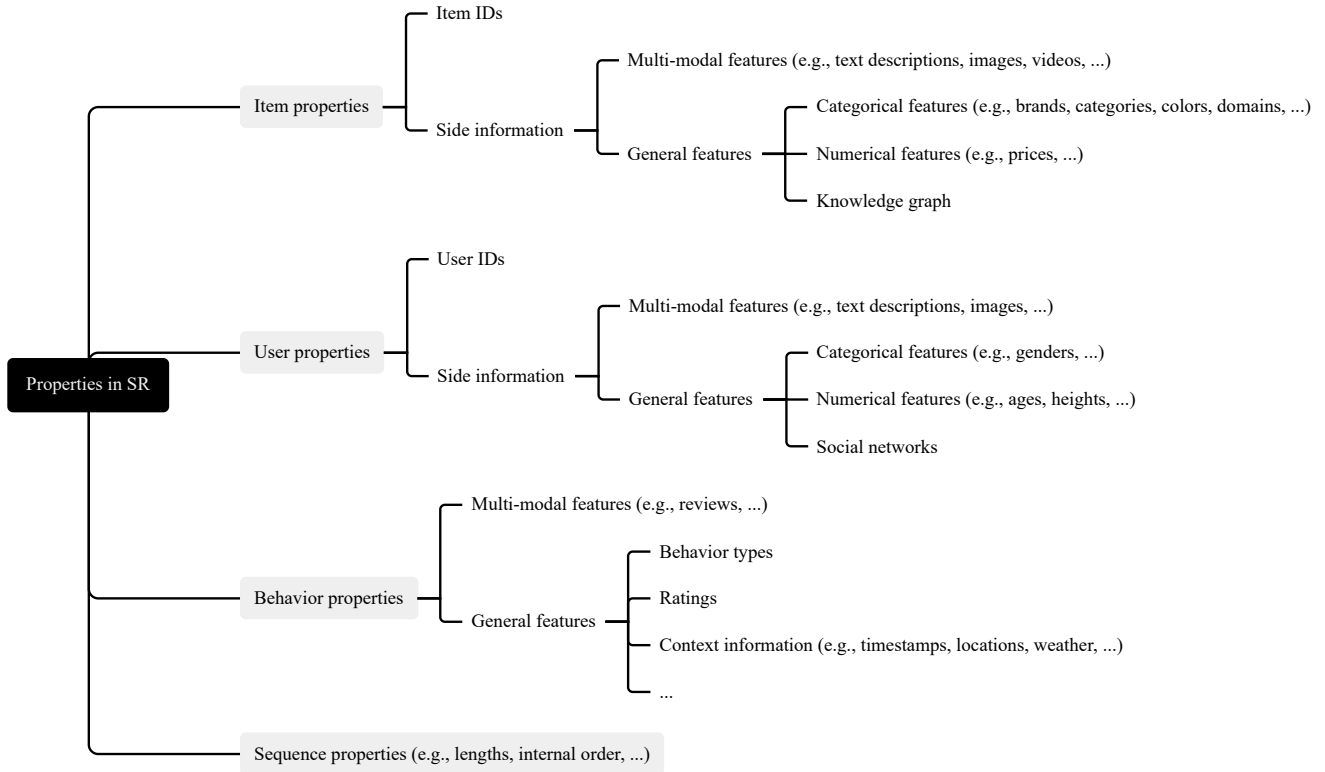 Properties in SR
Item properties
Item IDs
Side information
Multi-modal features (e.g., text descriptions, images, videos, ...)
General features
Categorical features (e.g., brands, categories, colors, domains, ...)
Numerical features (e.g., prices, ...)
Knowledge graph
User properties
User IDs
Side information
Multi-modal features (e.g., text descriptions, images, ...)
General features
Categorical features (e.g., genders, ...)
Numerical features (e.g., ages, heights, ...)
Social networks
Behavior properties
Multi-modal features (e.g., reviews, ...)
General features
Behavior types
Ratings
Context information (e.g., timestamps, locations, weather, ...)
...
Sequence properties (e.g., lengths, internal order, ...)